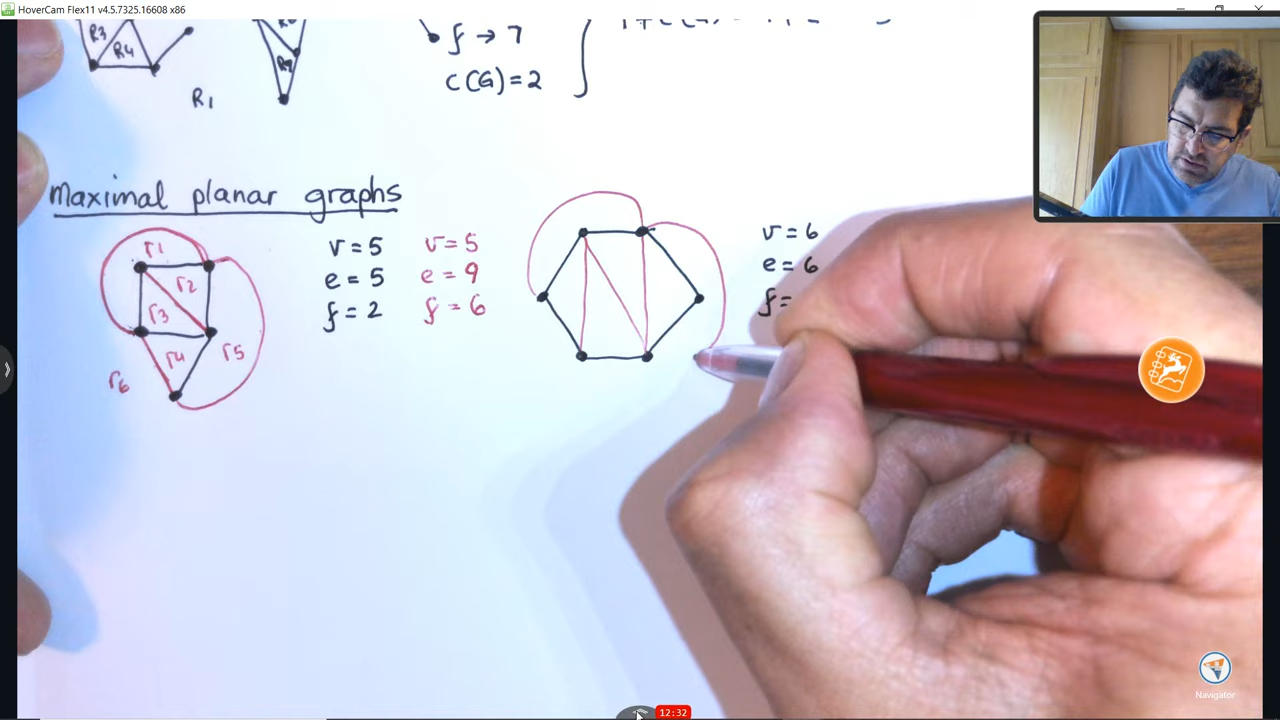 HoverCam Flex11 v4.5.7325.16608 x86
R3
R4
R1
f → 7
C(G) = 2
Maximal planar graphs
r1
r2
r3
r4
r5
r6
v = 5
e = 5
f = 2
v = 5
e = 9
f = 6
v = 6
e = 6
f =
Navigator
12:32